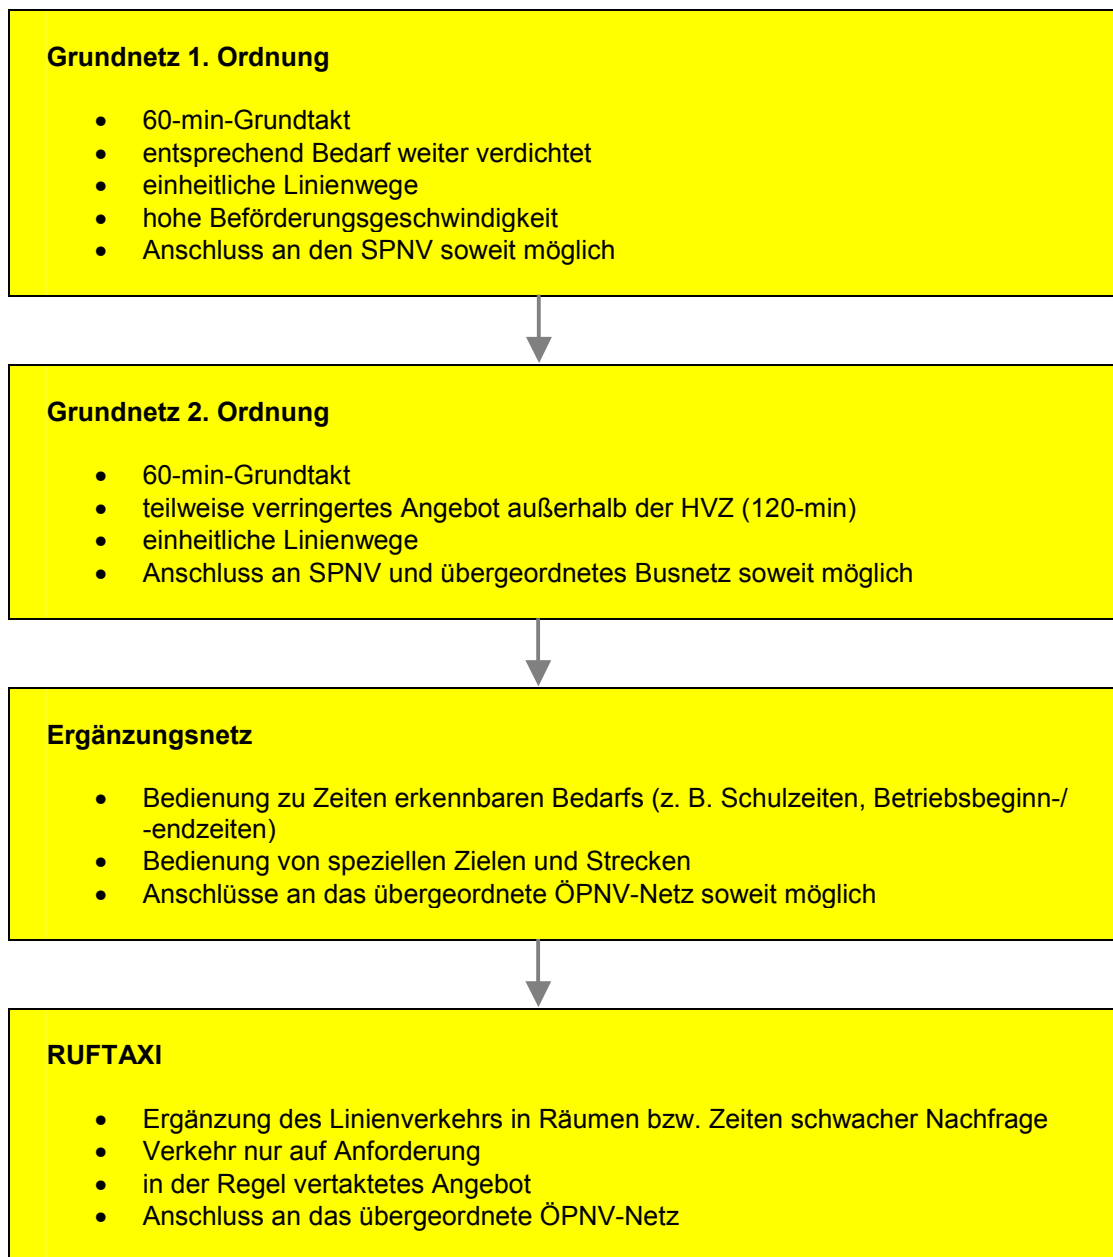 Grundnetz 1. Ordnung
• 60-min-Grundtakt
• entsprechend Bedarf weiter verdichtet
• einheitliche Linienwege
• hohe Beförderungsgeschwindigkeit
• Anschluss an den SPNV soweit möglich
Grundnetz 2. Ordnung
• 60-min-Grundtakt
• teilweise verringertes Angebot außerhalb der HVZ (120-min)
• einheitliche Linienwege
• Anschluss an SPNV und übergeordnetes Busnetz soweit möglich
Ergänzungsnetz
• Bedienung zu Zeiten erkennbaren Bedarfs (z. B. Schulzeiten, Betriebsbeginn-/
-endzeiten)
• Bedienung von speziellen Zielen und Strecken
• Anschlüsse an das übergeordnete ÖPNV-Netz soweit möglich
RUFTAXI
• Ergänzung des Linienverkehrs in Räumen bzw. Zeiten schwacher Nachfrage
• Verkehr nur auf Anforderung
• in der Regel vertaktetes Angebot
• Anschluss an das übergeordnete ÖPNV-Netz